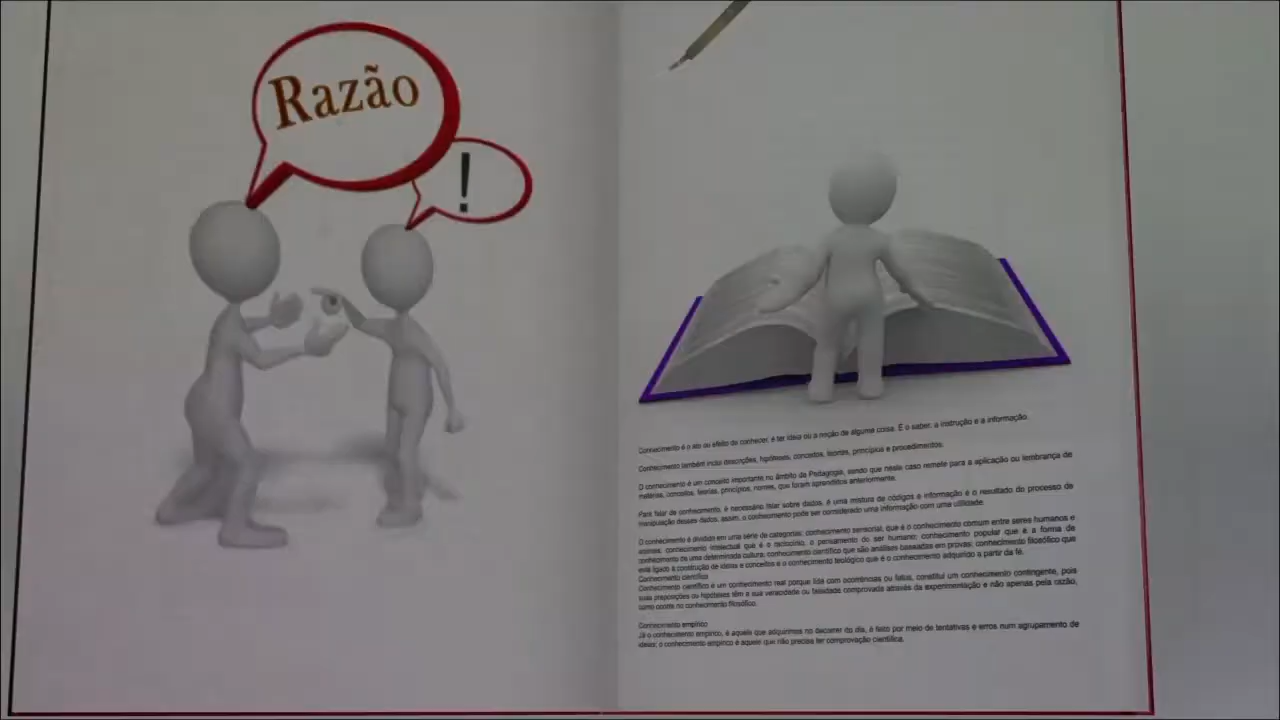 Razão
!
Conhecimento é o ato ou efeito de conhecer, é ter ideia ou a noção de alguma coisa. É o saber, a instrução e a informação.
Conhecimento também inclui descrições, hipóteses, conceitos, teorias, princípios e procedimentos.
O conhecimento é um conceito importante no âmbito da Pedagogia, sendo que neste caso remete para a aplicação ou lembrança de
matérias, conceitos, teorias, princípios, nomes, que foram aprendidos anteriormente.
Para falar de conhecimento, é necessário falar sobre dados, é uma mistura de códigos e informação é o resultado do processo de
manipulação desses dados, assim, o conhecimento pode ser considerado uma informação com uma utilidade.
O conhecimento é dividido em uma série de categorias: conhecimento sensorial, que é o conhecimento comum entre seres humanos e
animais; conhecimento intelectual que é o raciocínio, o pensamento do ser humano; conhecimento popular que é a forma de
conhecimento de uma determinada cultura; conhecimento científico que são análises baseadas em provas; conhecimento filosófico que
está ligado à construção de ideias e conceitos e o conhecimento teológico que é o conhecimento adquirido a partir da fé.
Conhecimento científico
Conhecimento científico é um conhecimento real porque lida com ocorrências ou fatos, constitui um conhecimento contingente, pois
suas preposições ou hipóteses têm a sua veracidade ou falsidade comprovada através da experimentação e não apenas pela razão,
como ocorre no conhecimento filosófico.
Conhecimento empírico
Já o conhecimento empírico, é aquele que adquirimos no decorrer do dia, é feito por meio de tentativas e erros num agrupamento de
ideias; o conhecimento empírico é aquele que não precisa ter comprovação científica.